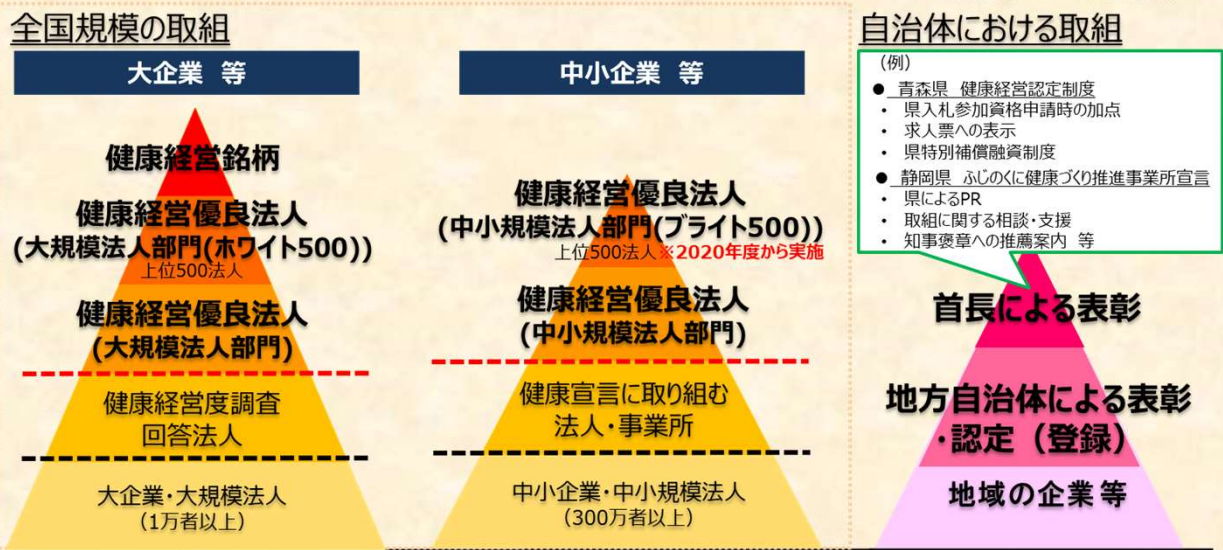 全国規模の取組
大企業 等
健康経営銘柄
健康経営優良法人
(大規模法人部門(ホワイト500))
上位500法人
健康経営優良法人
(大規模法人部門)
健康経営度調査
回答法人
大企業・大規模法人
(1万者以上)
中小企業 等
健康経営優良法人
(中小規模法人部門(ブライト500))
上位500法人※2020年度から実施
健康経営優良法人
(中小規模法人部門)
健康宣言に取り組む
法人・事業所
中小企業・中小規模法人
(300万者以上)
自治体における取組
(例)
● 青森県 健康経営認定制度
・ 県入札参加資格申請時の加点
・ 求人票への表示
・ 県特別補償融資制度
● 静岡県 ふじのくに健康づくり推進事業所宣言
・ 県によるPR
・ 取組に関する相談・支援
・ 知事褒章への推薦案内 等
首長による表彰
地方自治体による表彰
・認定(登録)
地域の企業等